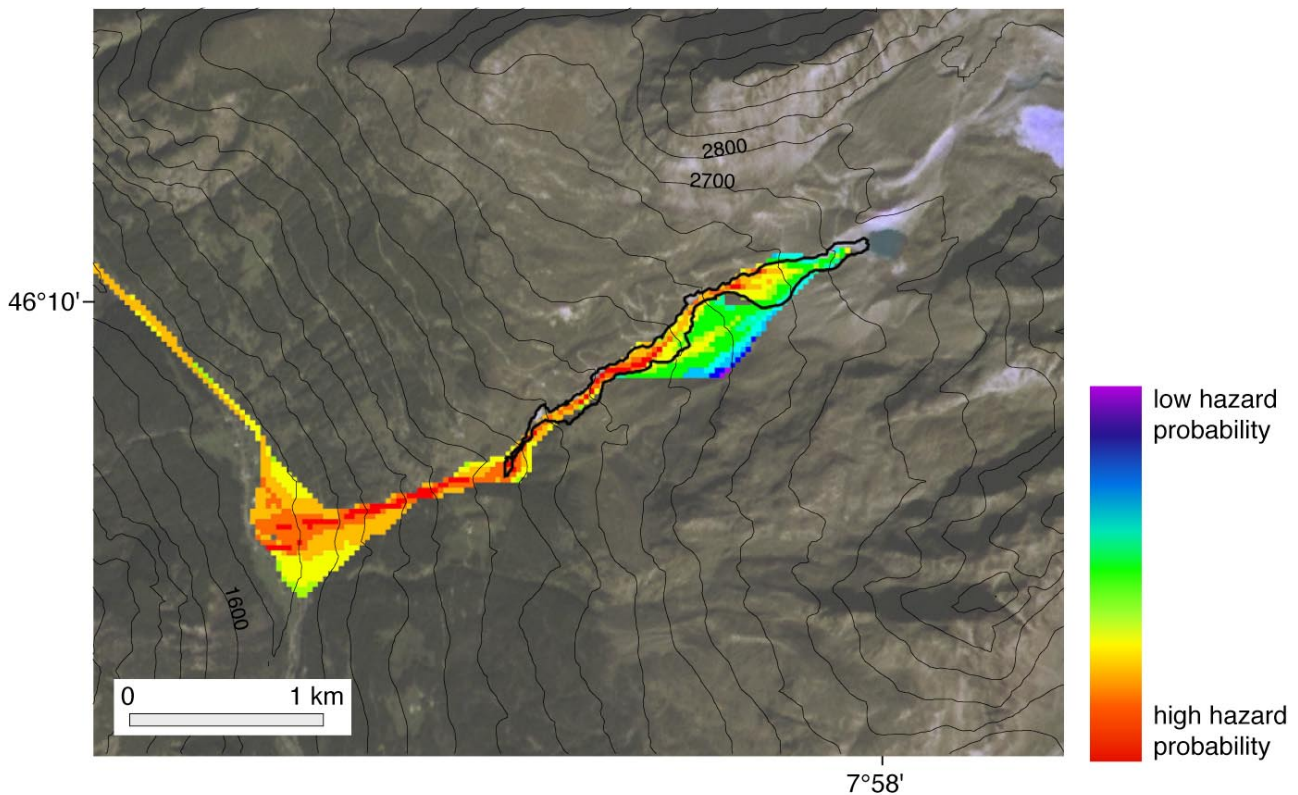 2800
2700
46°10'
1600
0 1 km
7°58'
low hazard
probability
high hazard
probability